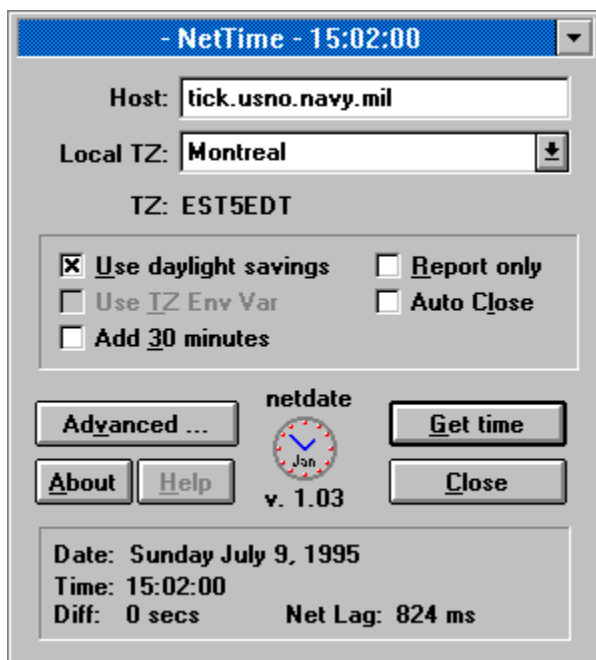 - NetTime - 15:02:00
Host: tick.usno.navy.mil
Local TZ: Montreal
TZ: EST5EDT
Use daylight savings Report only
Use TZ Env Var Auto Close
Add 30 minutes
netdate
Advanced ... Get time
Jan
About Help Close
v. 1.03
Date: Sunday July 9, 1995
Time: 15:02:00
Diff: 0 secs Net Lag: 824 ms